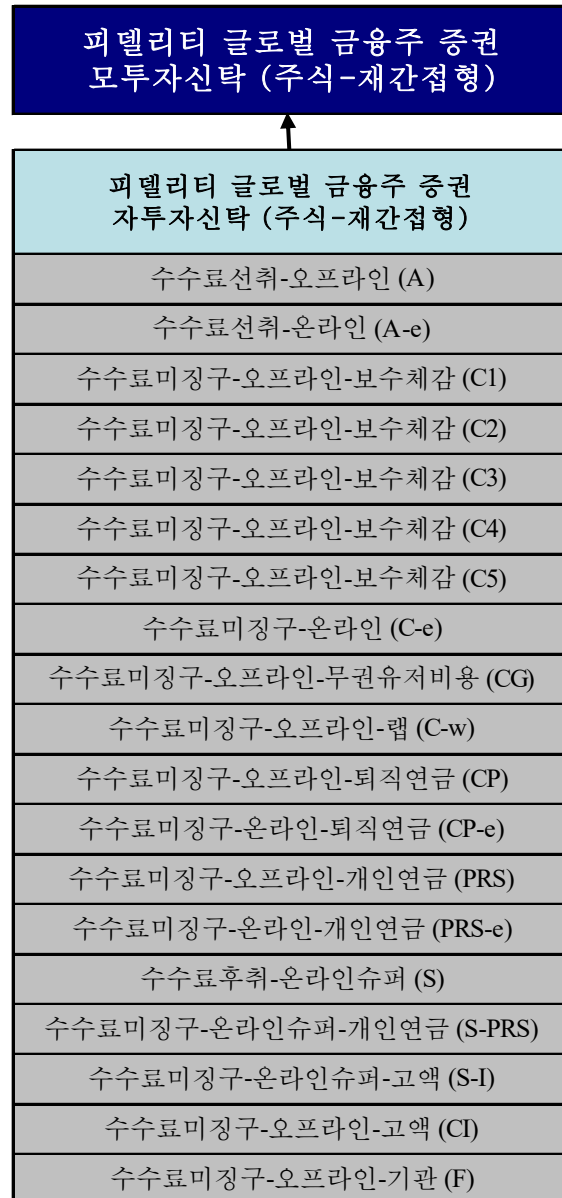 피델리티 글로벌 금융주 증권
모투자신탁 (주식-재간접형)
피델리티 글로벌 금융주 증권
자투자신탁 (주식-재간접형)
수수료선취-오프라인 (A)
수수료선취-온라인 (A-e)
수수료미징구-오프라인-보수체감 (C1)
수수료미징구-오프라인-보수체감 (C2)
수수료미징구-오프라인-보수체감 (C3)
수수료미징구-오프라인-보수체감 (C4)
수수료미징구-오프라인-보수체감 (C5)
수수료미징구-온라인 (C-e)
수수료미징구-오프라인-무권유저비용 (CG)
수수료미징구-오프라인-랩 (C-w)
수수료미징구-오프라인-퇴직연금 (CP)
수수료미징구-온라인-퇴직연금 (CP-e)
수수료미징구-오프라인-개인연금 (PRS)
수수료미징구-온라인-개인연금 (PRS-e)
수수료후취-온라인슈퍼 (S)
수수료미징구-온라인슈퍼-개인연금 (S-PRS)
수수료미징구-온라인슈퍼-고액 (S-I)
수수료미징구-오프라인-고액 (CI)
수수료미징구-오프라인-기관 (F)